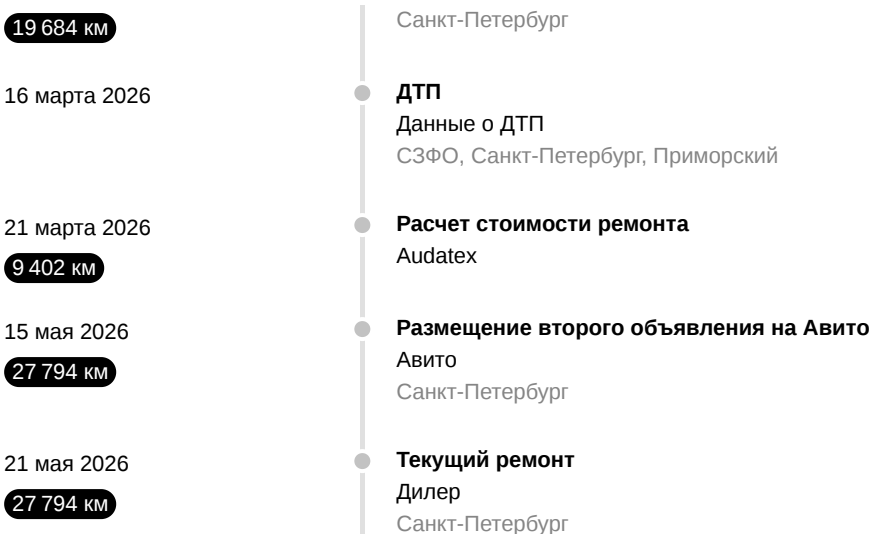 19 684 км
Санкт-Петербург
16 марта 2026
ДТП
Данные о ДТП
СЗФО, Санкт-Петербург, Приморский
21 марта 2026
9 402 км
Расчет стоимости ремонта
Audatex
15 мая 2026
27 794 км
Размещение второго объявления на Авито
Авито
Санкт-Петербург
21 мая 2026
27 794 км
Текущий ремонт
Дилер
Санкт-Петербург